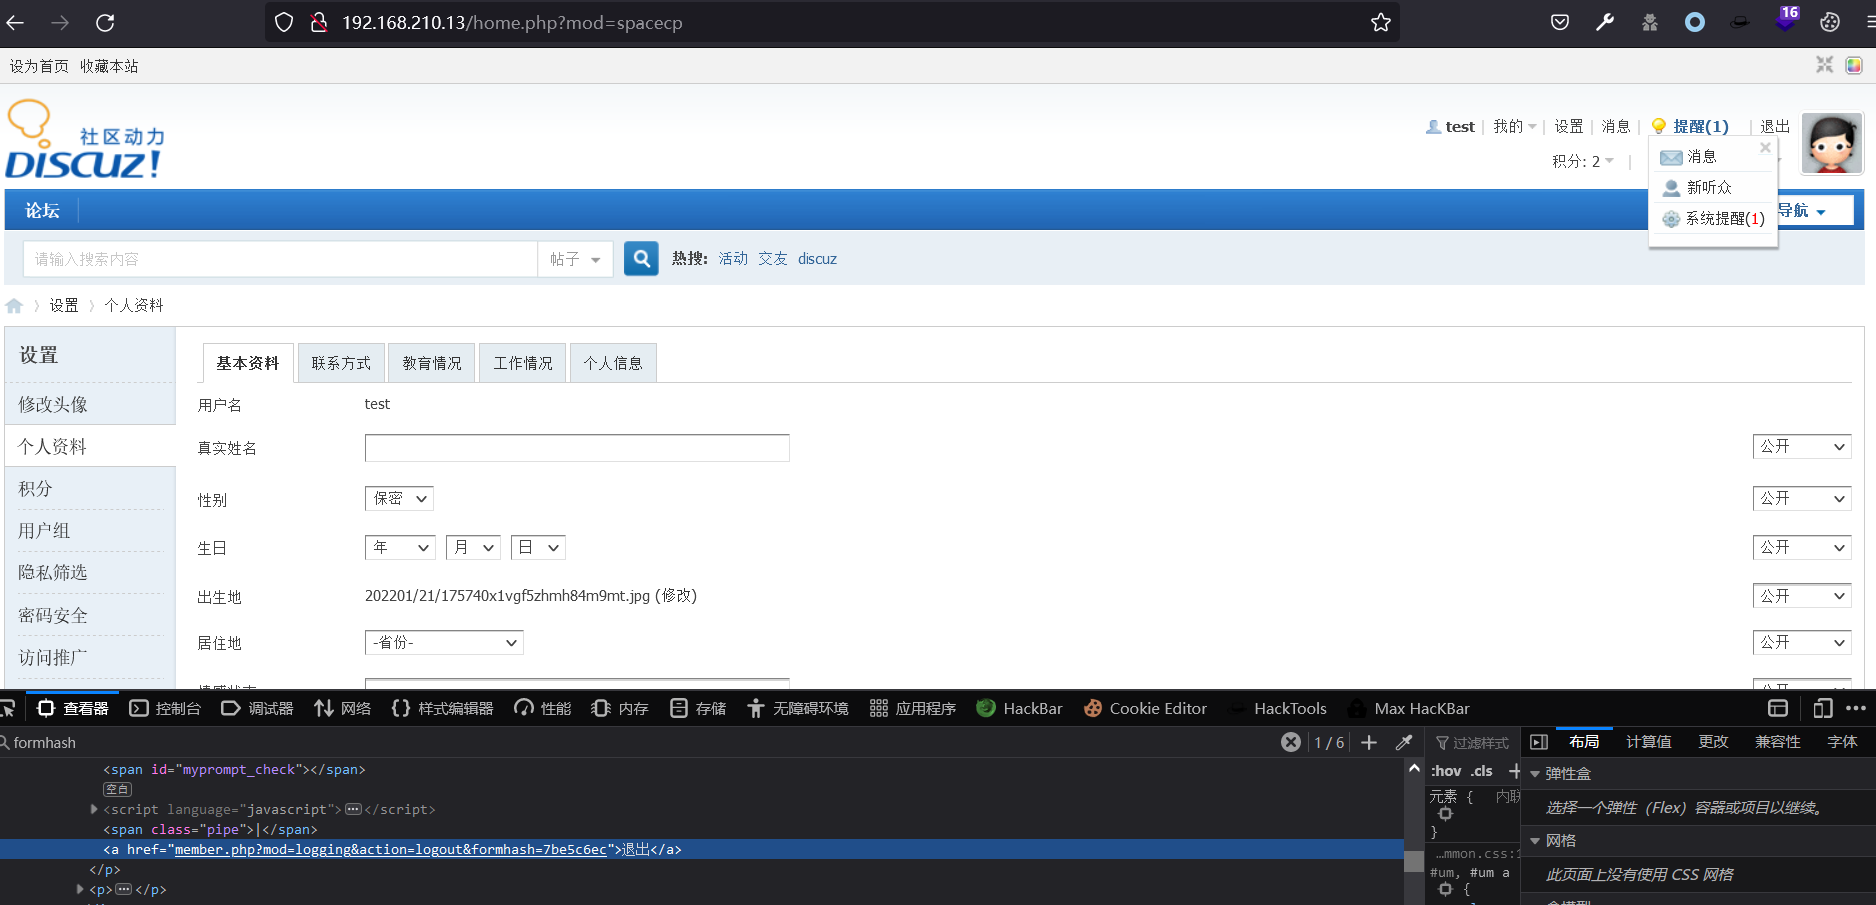 192.168.210.13/home.php?mod=spacecp
16
设为首页 收藏本站
社区动力
DISCUZ!
test 我的 设置 消息 提醒(1) 退出
积分: 2
消息
新听众
系统提醒(1)
论坛
导航
请输入搜索内容 帖子 热搜: 活动 交友 discuz
设置 个人资料
设置
修改头像
个人资料
积分
用户组
隐私筛选
密码安全
访问推广
基本资料 联系方式 教育情况 工作情况 个人信息
用户名 test
真实姓名 公开
性别 保密 公开
生日 年 月 日 公开
出生地 202201/21/175740x1vgf5zhmh84m9mt.jpg (修改) 公开
居住地 -省份- 公开
查看器 控制台 调试器 网络 样式编辑器 性能 内存 存储 无障碍环境 应用程序 HackBar Cookie Editor HackTools Max HacKBar
formhash 1 / 6
<span id="myprompt_check"></span>
空白
<script language="javascript"></script>
<span class="pipe">|</span>
<a href="member.php?mod=logging&action=logout&formhash=7be5c6ec">退出</a>
</p>
<p></p>
过滤样式
:hov .cls +
元素 { 内联
}
…mmon.css:1
#um, #um a
{
布局 计算值 更改 兼容性 字体
弹性盒
选择一个弹性（Flex）容器或项目以继续。
网格
此页面上没有使用 CSS 网格